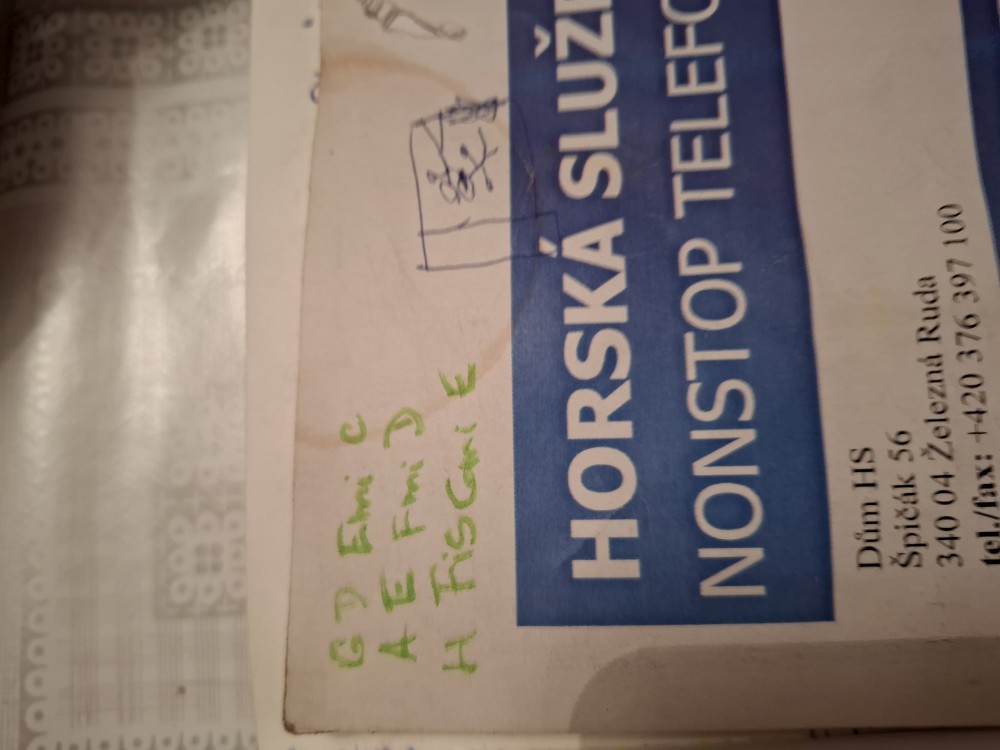 G D Emi C
A E Fmi D
H Fis Cmi E
HORSKÁ SLUŽ
NONSTOP TELEFO
Dům HS
Špičák 56
340 04 Železná Ruda
tel./fax: +420 376 397 100